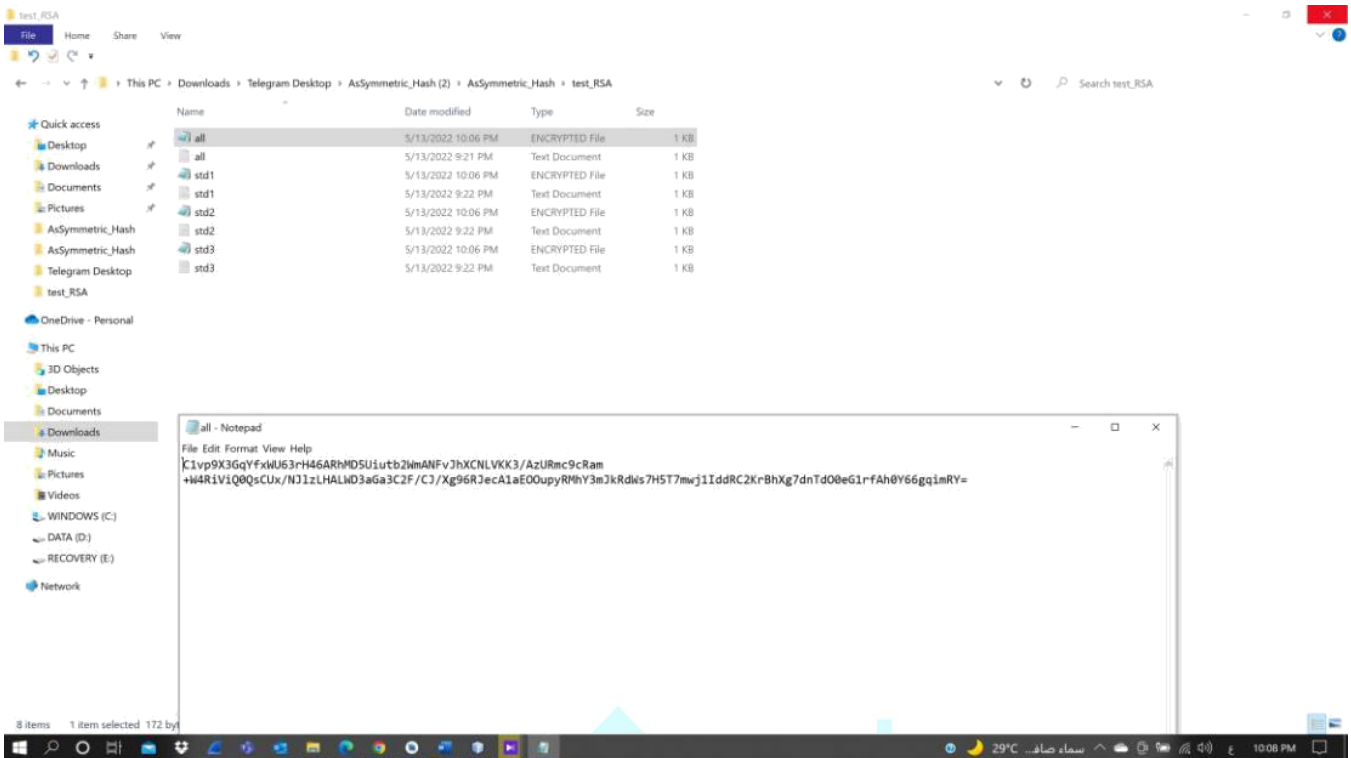 test_RSA
File Home Share View
This PC > Downloads > Telegram Desktop > AsSymmetric_Hash (2) > AsSymmetric_Hash > test_RSA
Search test_RSA
Name Date modified Type Size
all 5/13/2022 10:06 PM ENCRYPTED File 1 KB
all 5/13/2022 9:21 PM Text Document 1 KB
std1 5/13/2022 10:06 PM ENCRYPTED File 1 KB
std1 5/13/2022 9:22 PM Text Document 1 KB
std2 5/13/2022 10:06 PM ENCRYPTED File 1 KB
std2 5/13/2022 9:22 PM Text Document 1 KB
std3 5/13/2022 10:06 PM ENCRYPTED File 1 KB
std3 5/13/2022 9:22 PM Text Document 1 KB
Quick access
Desktop
Downloads
Documents
Pictures
AsSymmetric_Hash
AsSymmetric_Hash
Telegram Desktop
test_RSA
OneDrive - Personal
This PC
3D Objects
Desktop
Documents
Downloads
Music
Pictures
Videos
WINDOWS (C:)
DATA (D:)
RECOVERY (E:)
Network
all - Notepad
File Edit Format View Help
C1vp9X3GqYfxWU63rH46ARhMD5Uiutb2WmANFvJhXCNLVKK3/AzURmc9cRam
+W4RiViQ0QsCUx/NJlzLHALWD3aGa3C2F/CJ/Xg96RJecA1aEOOupyRMhY3mJkRdWs7H5T7mwj1IddRC2KrBhXg7dnTdO0eG1rfAh0Y66gqimRY=
8 items 1 item selected 172 byt
29°C سماء صافـ...
ع 10:08 PM